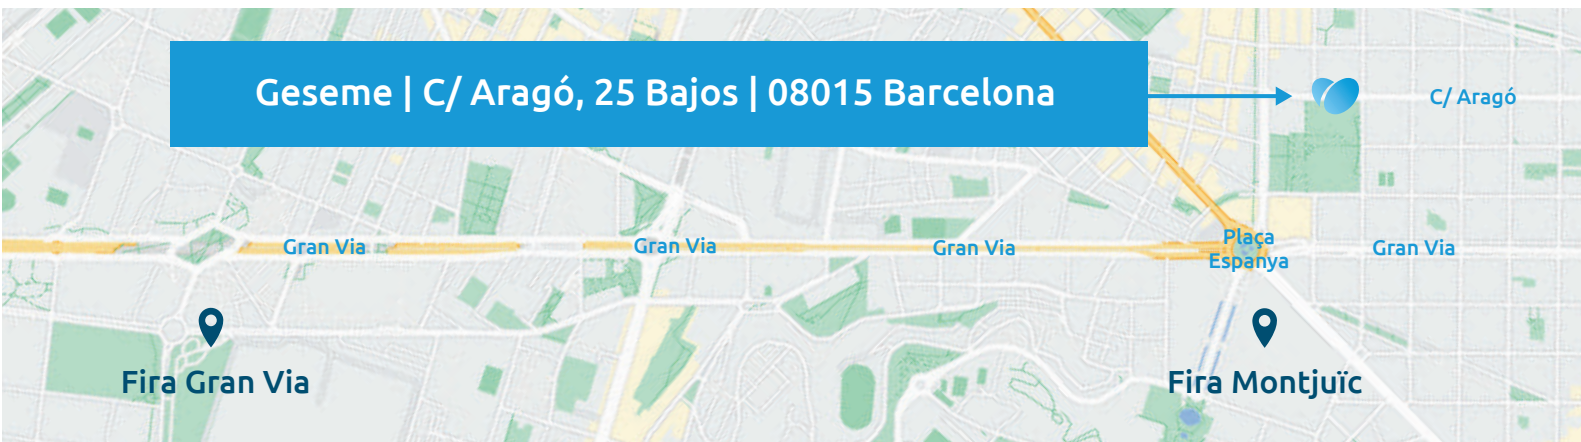 Geseme | C/ Aragó, 25 Bajos | 08015 Barcelona
C/ Aragó
Gran Via
Gran Via
Gran Via
Plaça
Espanya
Gran Via
Fira Gran Via
Fira Montjuïc